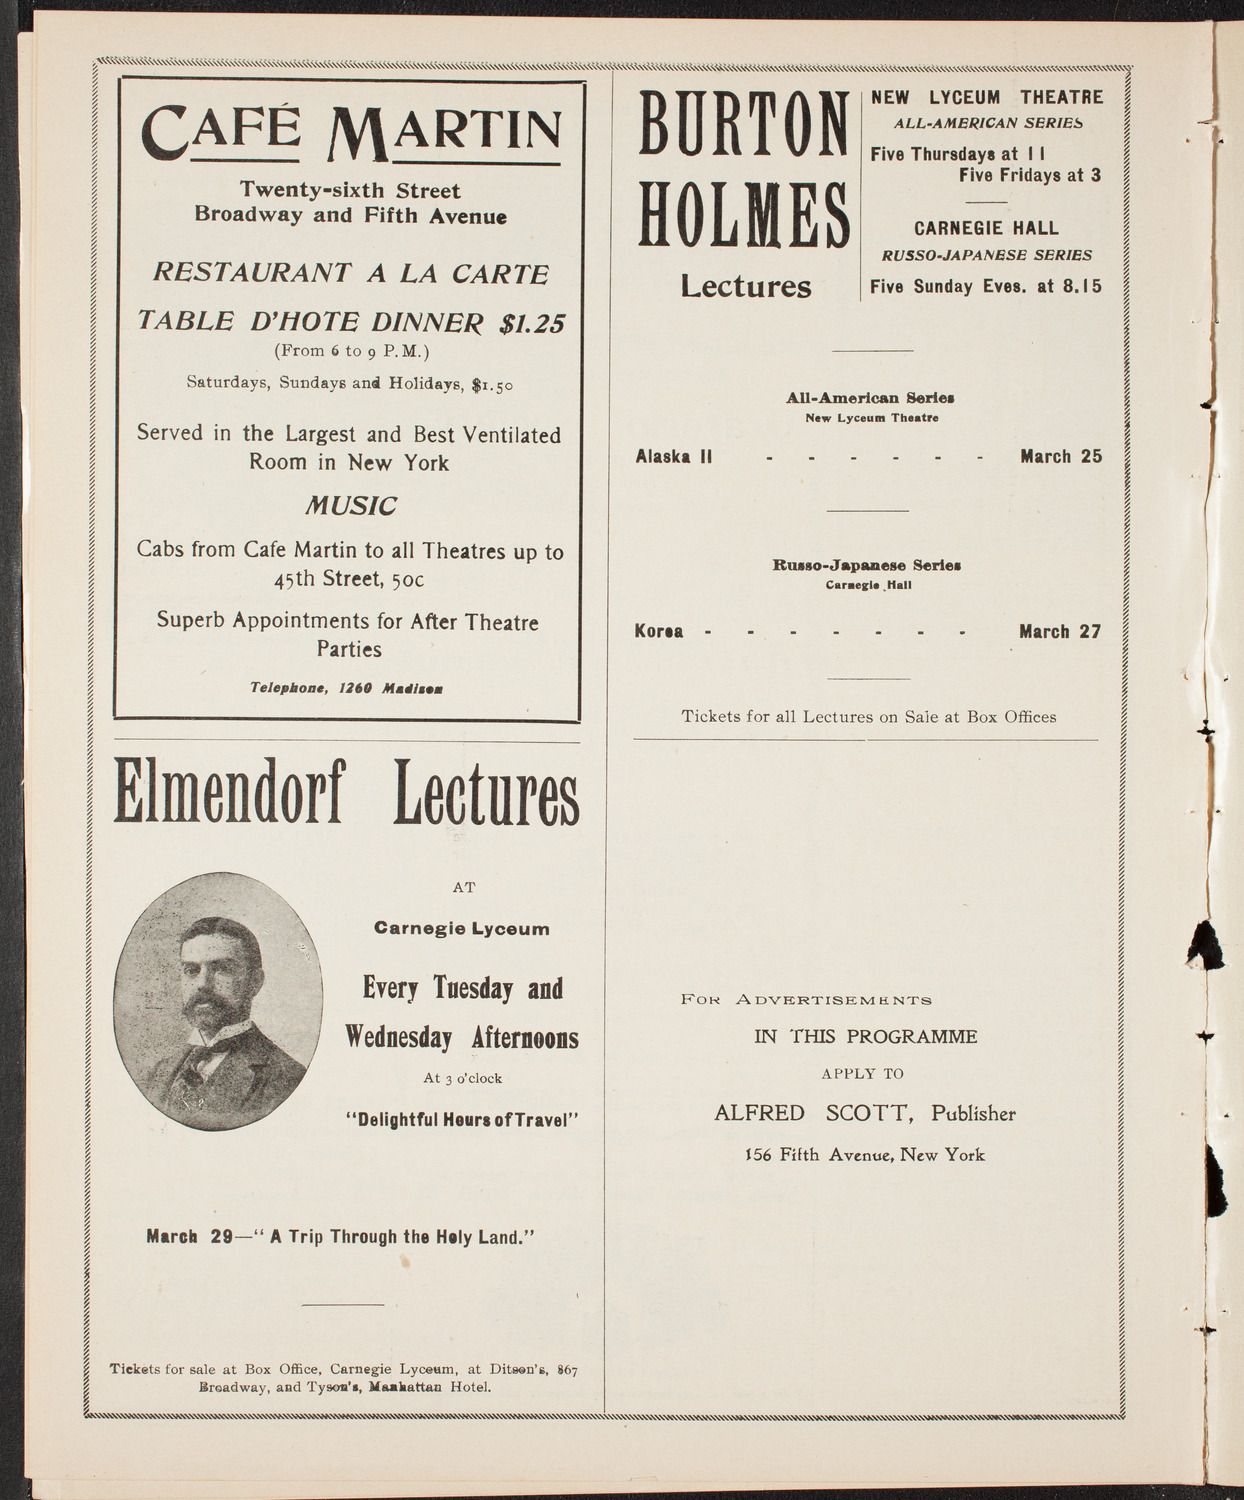 CAFÉ MARTIN
Twenty-sixth Street
Broadway and Fifth Avenue
RESTAURANT A LA CARTE
TABLE D'HOTE DINNER $1.25
(From 6 to 9 P.M.)
Saturdays, Sundays and Holidays, $1.50
Served in the Largest and Best Ventilated
Room in New York
MUSIC
Cabs from Cafe Martin to all Theatres up to
45th Street, 50c
Superb Appointments for After Theatre
Parties
Telephone, 1260 Madison
Elmendorf Lectures
AT
Carnegie Lyceum
Every Tuesday and
Wednesday Afternoons
At 3 o'clock
"Delightful Hours of Travel"
March 29—"A Trip Through the Holy Land."
Tickets for sale at Box Office, Carnegie Lyceum, at Ditson's, 867
Broadway, and Tyson's, Manhattan Hotel.
BURTON
HOLMES
Lectures
NEW LYCEUM THEATRE
ALL-AMERICAN SERIES
Five Thursdays at 11
Five Fridays at 3
CARNEGIE HALL
RUSSO-JAPANESE SERIES
Five Sunday Eves. at 8.15
All-American Series
New Lyceum Theatre
Alaska II - - - - - - March 25
Russo-Japanese Series
Carnegie Hall
Korea - - - - - - - March 27
Tickets for all Lectures on Sale at Box Offices
FOR ADVERTISEMENTS
IN THIS PROGRAMME
APPLY TO
ALFRED SCOTT, Publisher
156 Fifth Avenue, New York